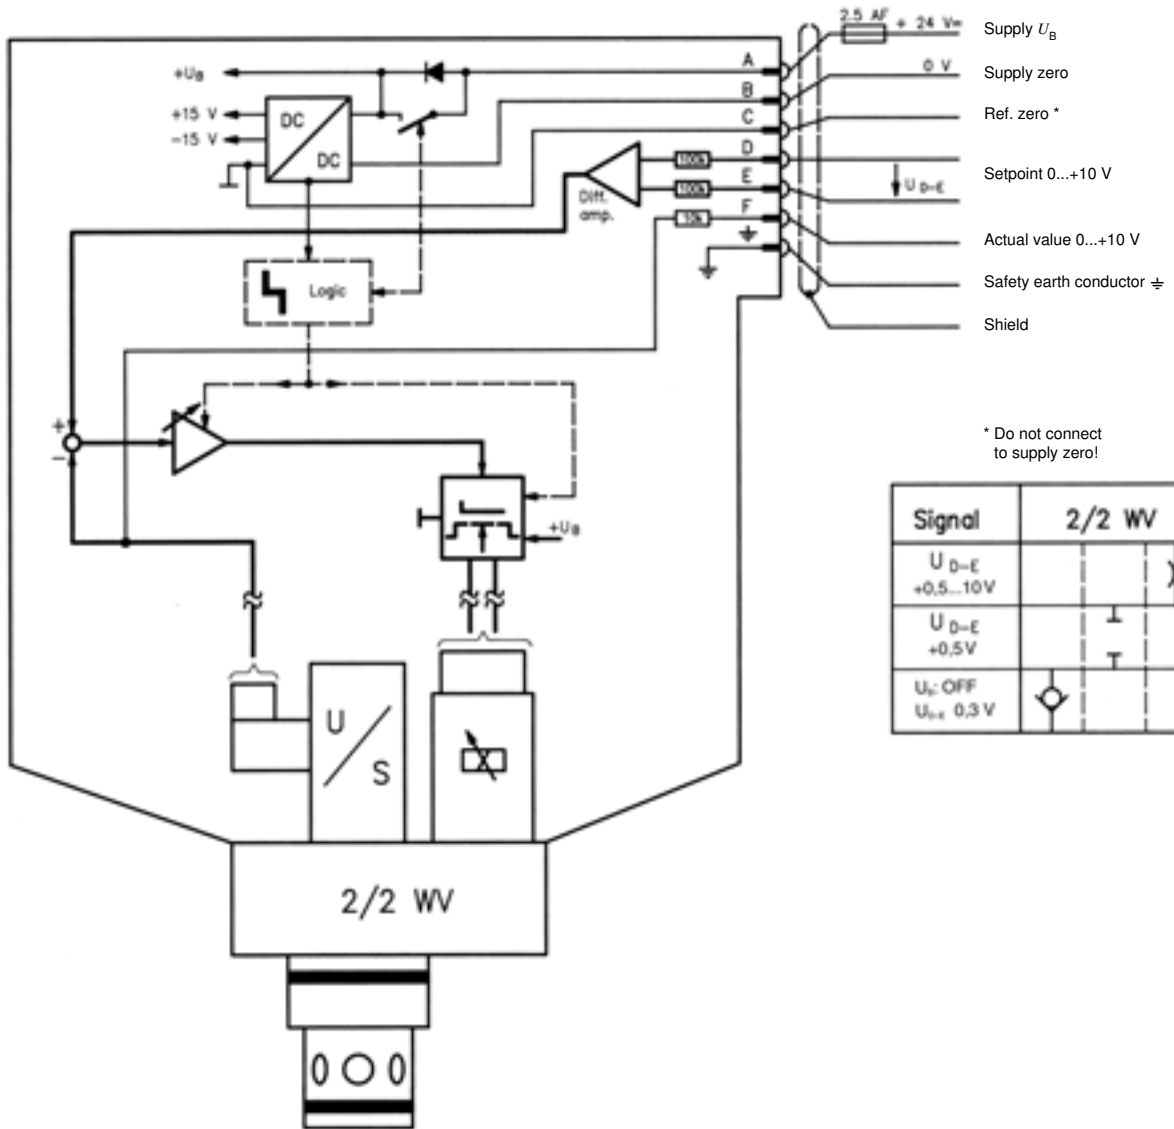 2.5 AF + 24 V=
Supply U_B
A
+U_B
0 V
Supply zero
B
+15 V
DC
C
Ref. zero *
-15 V
DC
100k
D
Setpoint 0...+10 V
100k
E
U D-E
Diff.
amp.
10k
F
Actual value 0...+10 V
Logic
Safety earth conductor ⏚
Shield
+
-
* Do not connect
to supply zero!
+U_B
Signal 2/2 WV
U D-E
+0,5...10V
U D-E
+0,5V
U_B: OFF
U_D-E 0,3 V
U
S
2/2 WV